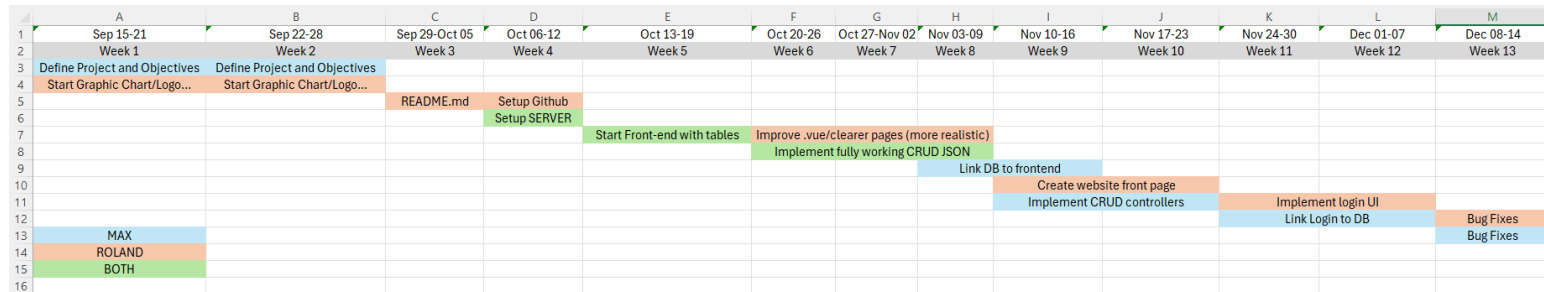 A B C D E F G H I J K L M
1 Sep 15-21 Sep 22-28 Sep 29-Oct 05 Oct 06-12 Oct 13-19 Oct 20-26 Oct 27-Nov 02 Nov 03-09 Nov 10-16 Nov 17-23 Nov 24-30 Dec 01-07 Dec 08-14
2 Week 1 Week 2 Week 3 Week 4 Week 5 Week 6 Week 7 Week 8 Week 9 Week 10 Week 11 Week 12 Week 13
3 Define Project and Objectives Define Project and Objectives
4 Start Graphic Chart/Logo... Start Graphic Chart/Logo...
5 README.md Setup Github
6 Setup SERVER
7 Start Front-end with tables Improve .vue/clearer pages (more realistic)
8 Implement fully working CRUD JSON
9 Link DB to frontend
10 Create website front page
11 Implement CRUD controllers Implement login UI
12 Link Login to DB Bug FIxes
13 MAX Bug Fixes
14 ROLAND
15 BOTH
16